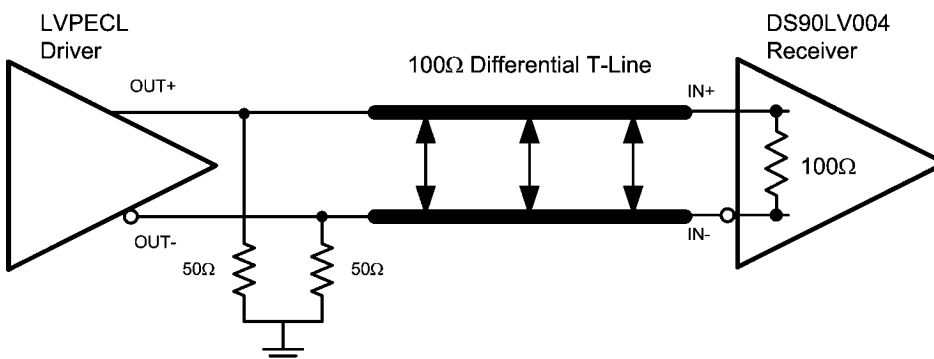 LVPECL
Driver
OUT+
100Ω Differential T-Line
IN+
DS90LV004
Receiver
100Ω
OUT-
IN-
50Ω
50Ω